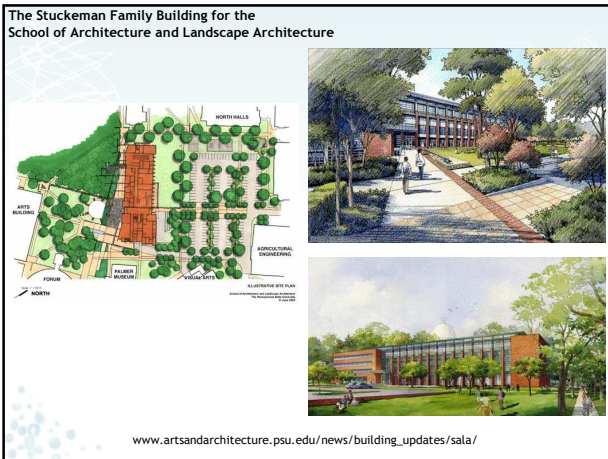 The Stuckeman Family Building for the
School of Architecture and Landscape Architecture
NORTH HALLS
ARTS
BUILDING
AGRICULTURAL
ENGINEERING
FORUM
PALMER
MUSEUM
VISUAL ARTS
NORTH
ILLUSTRATIVE SITE PLAN
School of Architecture and Landscape Architecture
The Pennsylvania State University
www.artsandarchitecture.psu.edu/news/building_updates/sala/